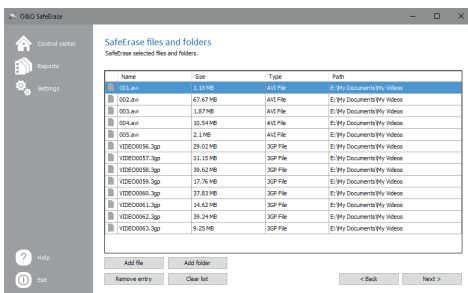 O&O SafeErase
Control center
Reports
Settings
Help
Exit
SafeErase files and folders
SafeErase selected files and folders.
Name Size Type Path
001.avi 1.18 MB AVI File E:\My Documents\My Videos
002.avi 67.67 MB AVI File E:\My Documents\My Videos
003.avi 1.87 MB AVI File E:\My Documents\My Videos
004.avi 10.54 MB AVI File E:\My Documents\My Videos
005.avi 2.1 MB AVI File E:\My Documents\My Videos
VIDEO0056.3gp 29.02 MB 3GP File E:\My Documents\My Videos
VIDEO0057.3gp 31.15 MB 3GP File E:\My Documents\My Videos
VIDEO0058.3gp 39.62 MB 3GP File E:\My Documents\My Videos
VIDEO0059.3gp 17.76 MB 3GP File E:\My Documents\My Videos
VIDEO0060.3gp 37.83 MB 3GP File E:\My Documents\My Videos
VIDEO0061.3gp 14.62 MB 3GP File E:\My Documents\My Videos
VIDEO0062.3gp 39.24 MB 3GP File E:\My Documents\My Videos
VIDEO0063.3gp 9.25 MB 3GP File E:\My Documents\My Videos
Add file Add folder
Remove entry Clear list < Back Next >